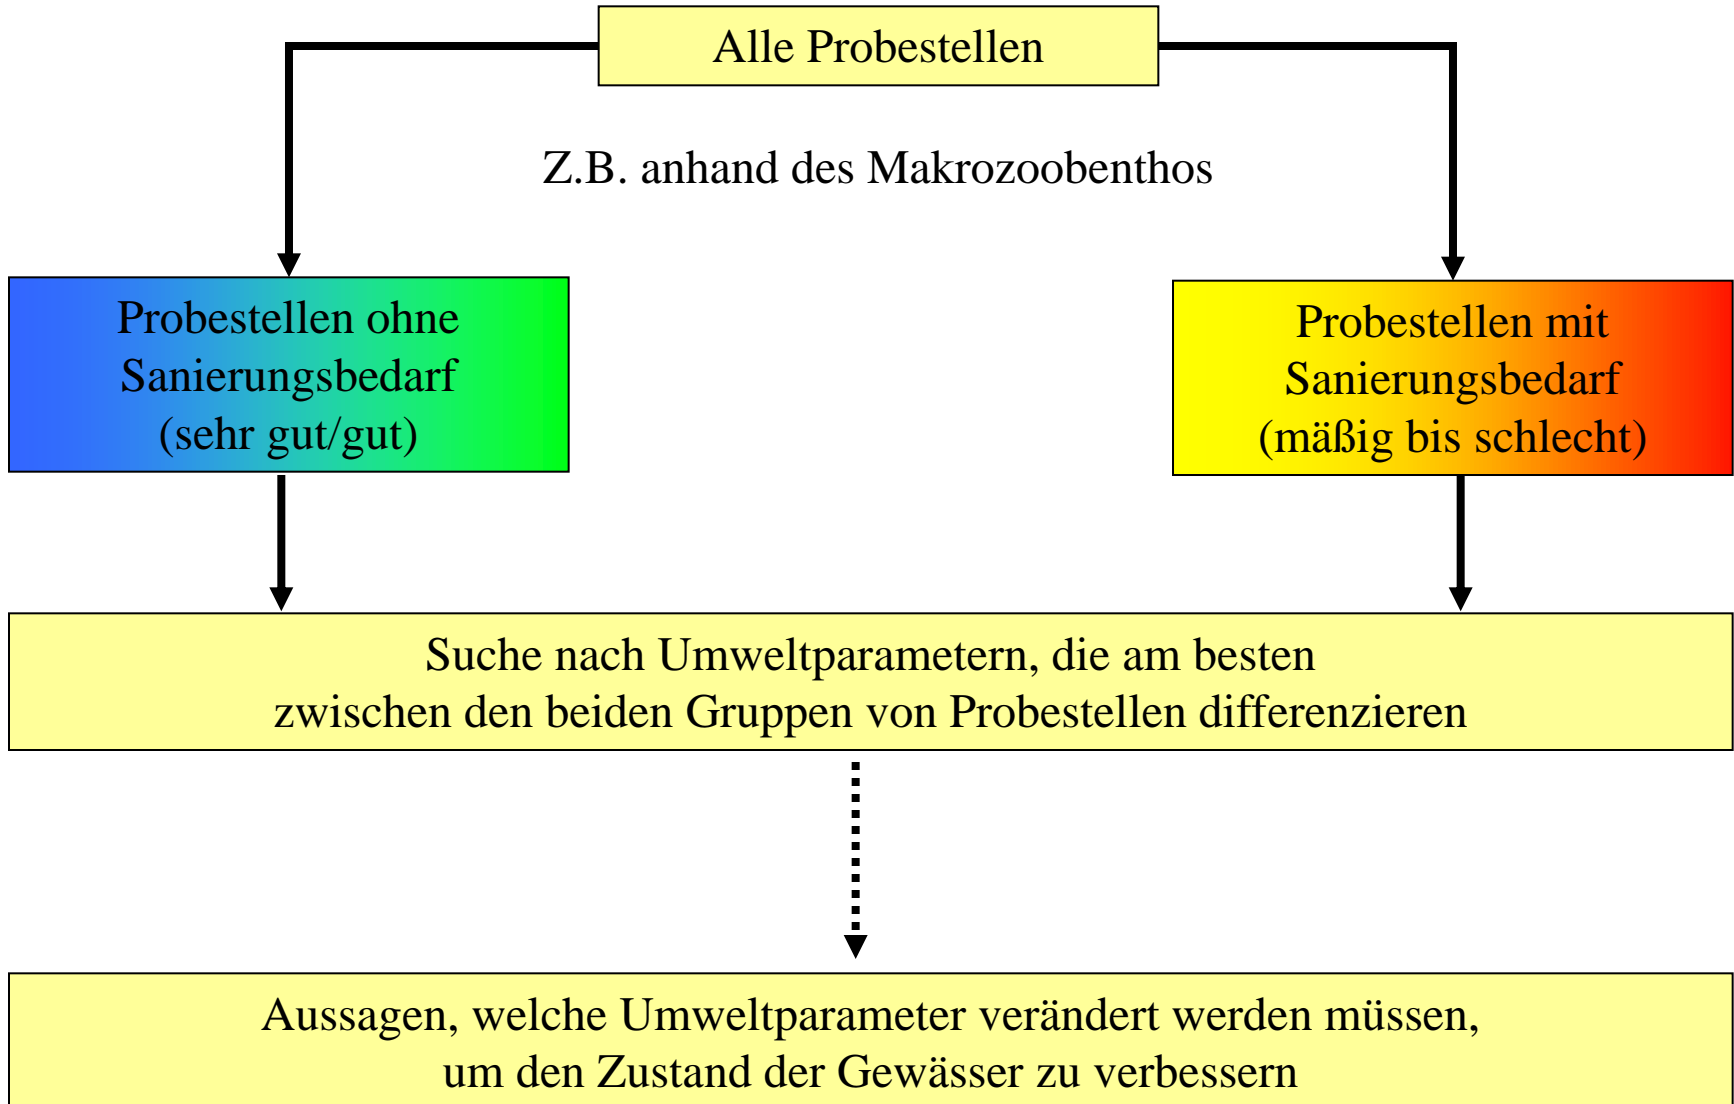 Alle Probestellen
Z.B. anhand des Makrozoobenthos
Probestellen ohne
Sanierungsbedarf
(sehr gut/gut)
Probestellen mit
Sanierungsbedarf
(mäßig bis schlecht)
Suche nach Umweltparametern, die am besten
zwischen den beiden Gruppen von Probestellen differenzieren
Aussagen, welche Umweltparameter verändert werden müssen,
um den Zustand der Gewässer zu verbessern